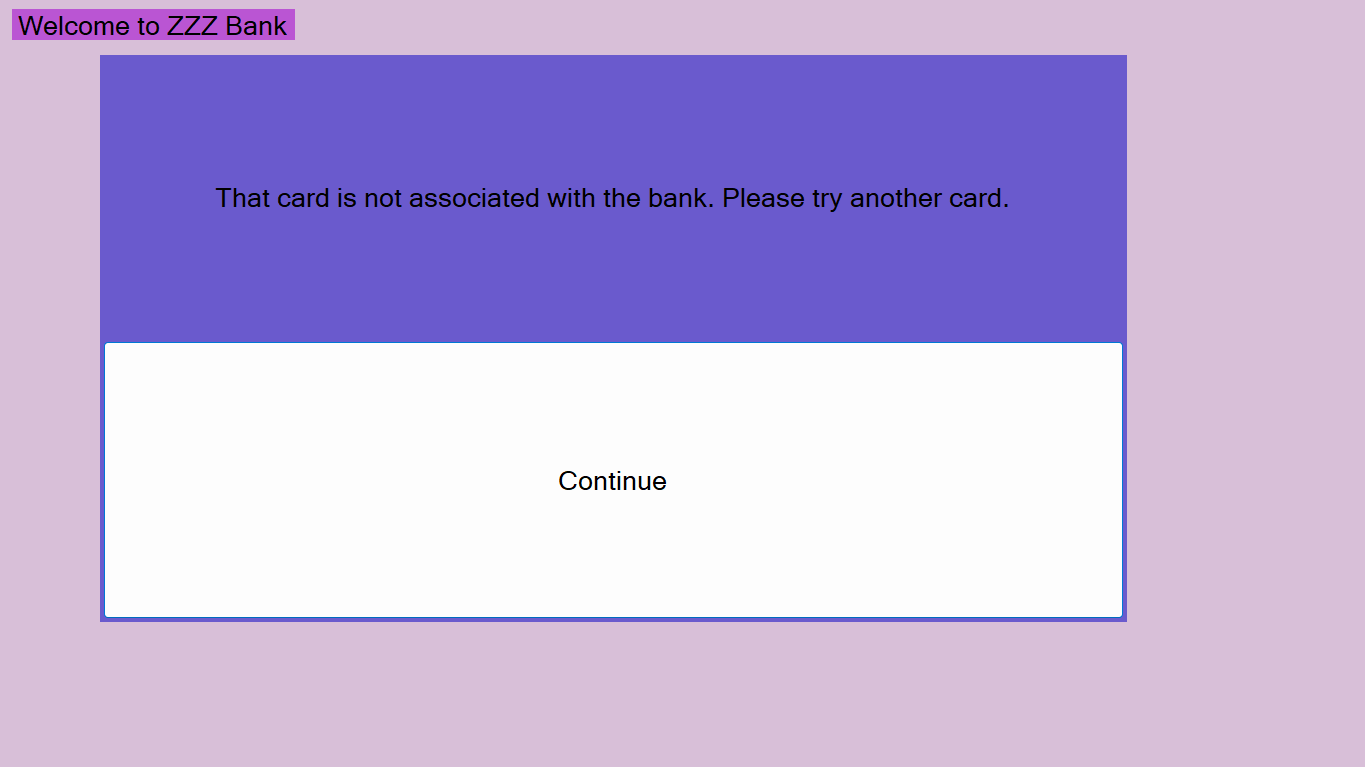 Welcome to ZZZ Bank
That card is not associated with the bank. Please try another card.
Continue